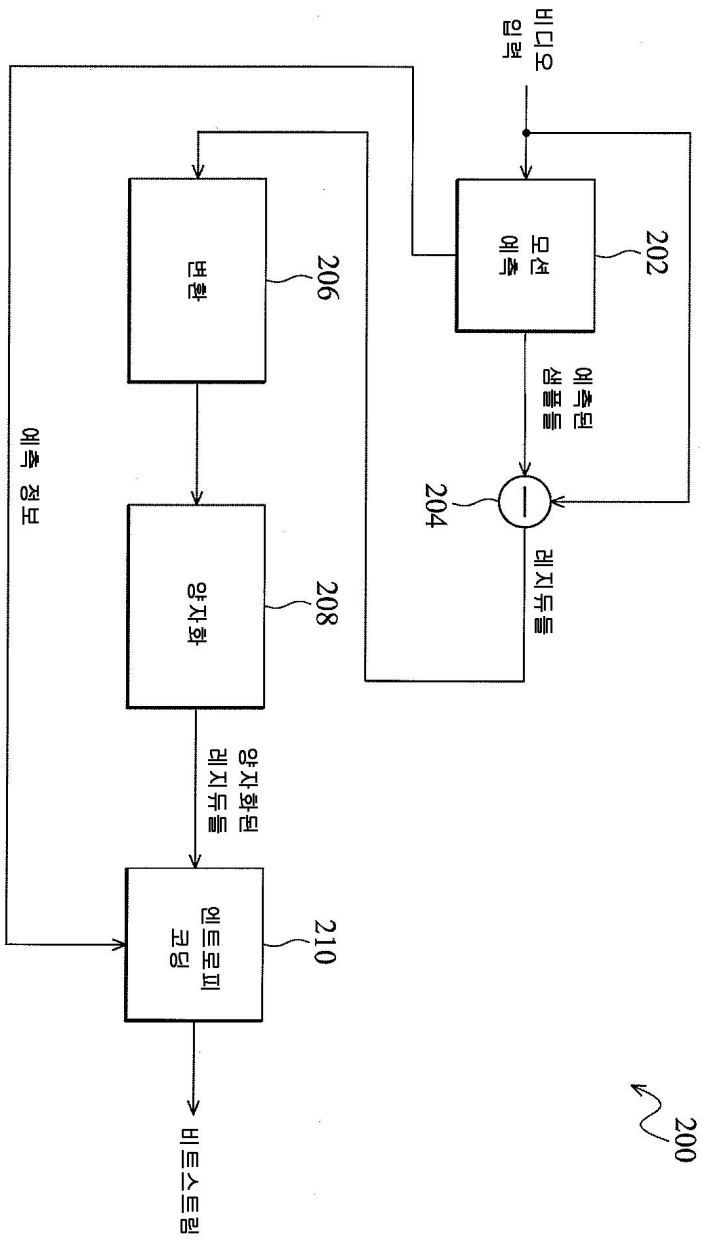 200
비디오
입력
202
모션
예측
예측된
샘플들
204
레지듀들
206
변환
208
양자화
양자화된
레지듀들
210
엔트로피
코딩
비트스트림
예측 정보